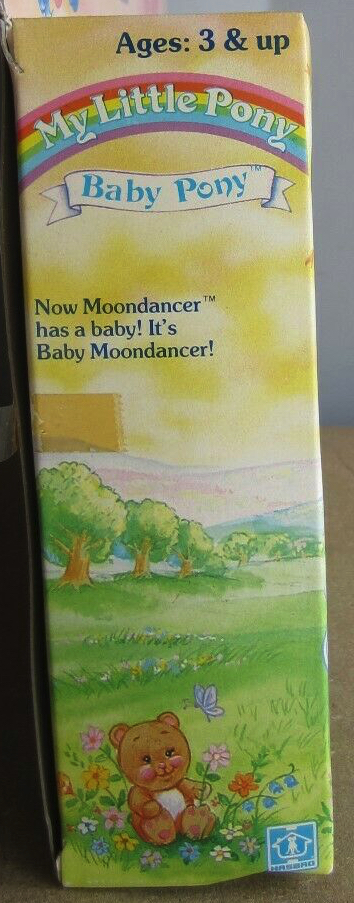 Ages: 3 & up
My Little Pony
Baby Pony™
Now Moondancer™
has a baby! It's
Baby Moondancer!
HASBRO